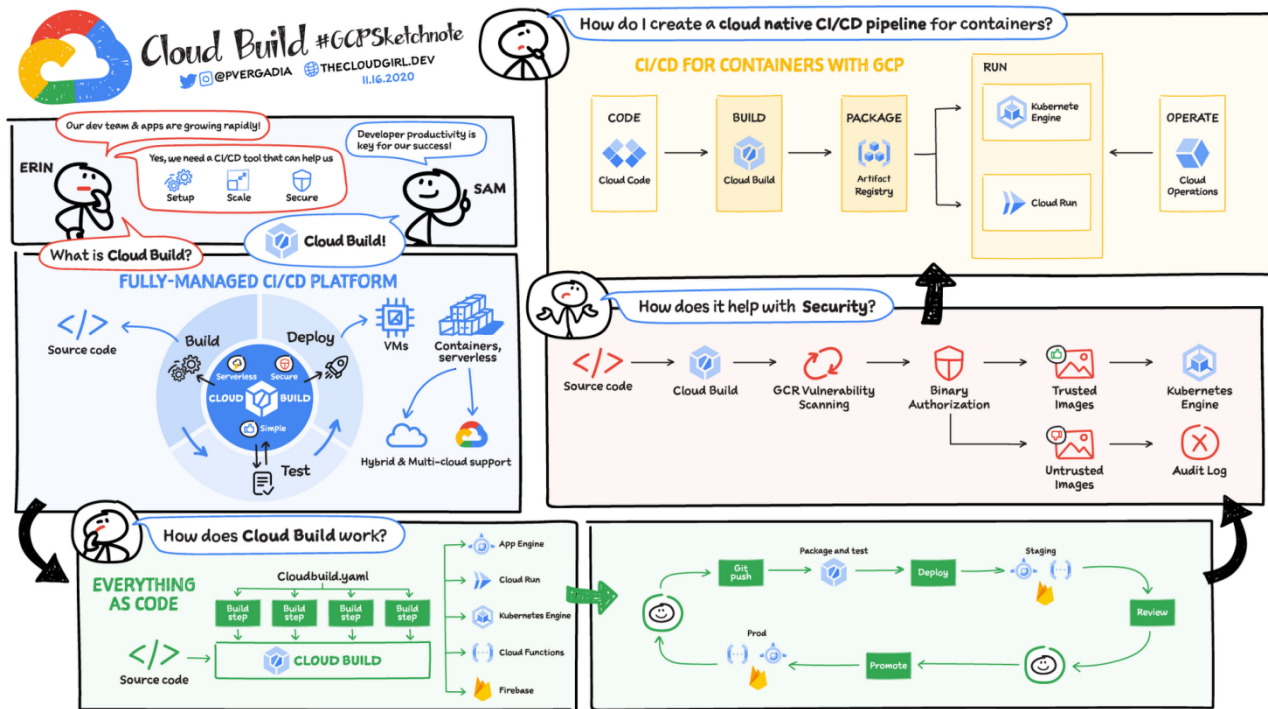 Cloud Build #GCPSketchnote
@PVERGADIA THECLOUDGIRL.DEV
11.16.2020
Our dev team & apps are growing rapidly!
Yes, we need a CI/CD tool that can help us
Setup
Scale
Secure
Developer productivity is
key for our success!
ERIN
SAM
What is Cloud Build?
Cloud Build!
FULLY-MANAGED CI/CD PLATFORM
Source code
Build
Deploy
Test
Serverless
Secure
CLOUD BUILD
Simple
VMs
Containers,
serverless
Hybrid & Multi-cloud support
How does Cloud Build work?
EVERYTHING
AS CODE
Cloudbuild.yaml
Build
step
Build
step
Build
step
Build
step
Source code
CLOUD BUILD
App Engine
Cloud Run
Kubernetes Engine
Cloud Functions
Firebase
Git
push
Package and test
Deploy
Staging
Review
Promote
Prod
How does it help with Security?
Source code
Cloud Build
GCR Vulnerability
Scanning
Binary
Authorization
Trusted
Images
Kubernetes
Engine
Untrusted
Images
Audit Log
How do I create a cloud native CI/CD pipeline for containers?
CI/CD FOR CONTAINERS WITH GCP
CODE
Cloud Code
BUILD
Cloud Build
PACKAGE
Artifact
Registry
RUN
Kubernete
Engine
Cloud Run
OPERATE
Cloud
Operations